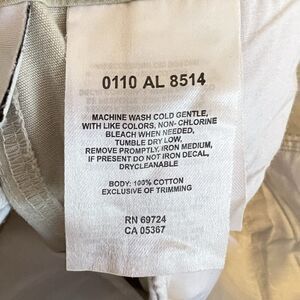 0110 AL 8514
MACHINE WASH COLD GENTLE,
WITH LIKE COLORS, NON- CHLORINE
BLEACH WHEN NEEDED,
TUMBLE DRY LOW,
REMOVE PROMPTLY, IRON MEDIUM,
IF PRESENT DO NOT IRON DECAL,
DRYCLEANABLE
BODY: 100% COTTON
EXCLUSIVE OF TRIMMING
RN 69724
CA 05367